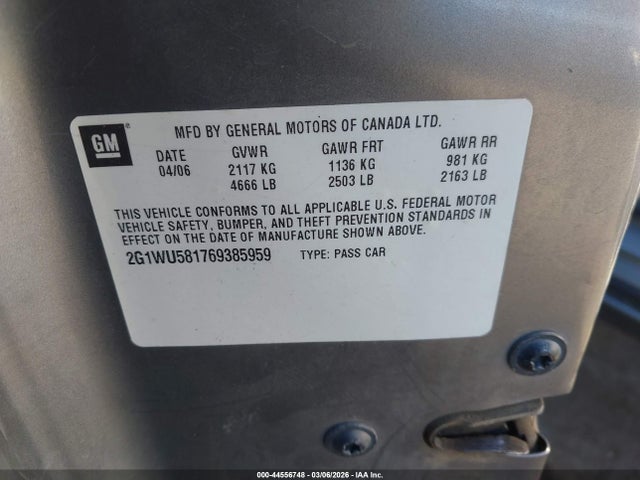 GM
MFD BY GENERAL MOTORS OF CANADA LTD.
DATE GVWR GAWR FRT GAWR RR
04/06 2117 KG 1136 KG 981 KG
4666 LB 2503 LB 2163 LB
THIS VEHICLE CONFORMS TO ALL APPLICABLE U.S. FEDERAL MOTOR
VEHICLE SAFETY, BUMPER, AND THEFT PREVENTION STANDARDS IN
EFFECT ON THE DATE OF MANUFACTURE SHOWN ABOVE.
2G1WU581769385959 TYPE: PASS CAR
000-44556748 - 03/06/2026 - IAA Inc.